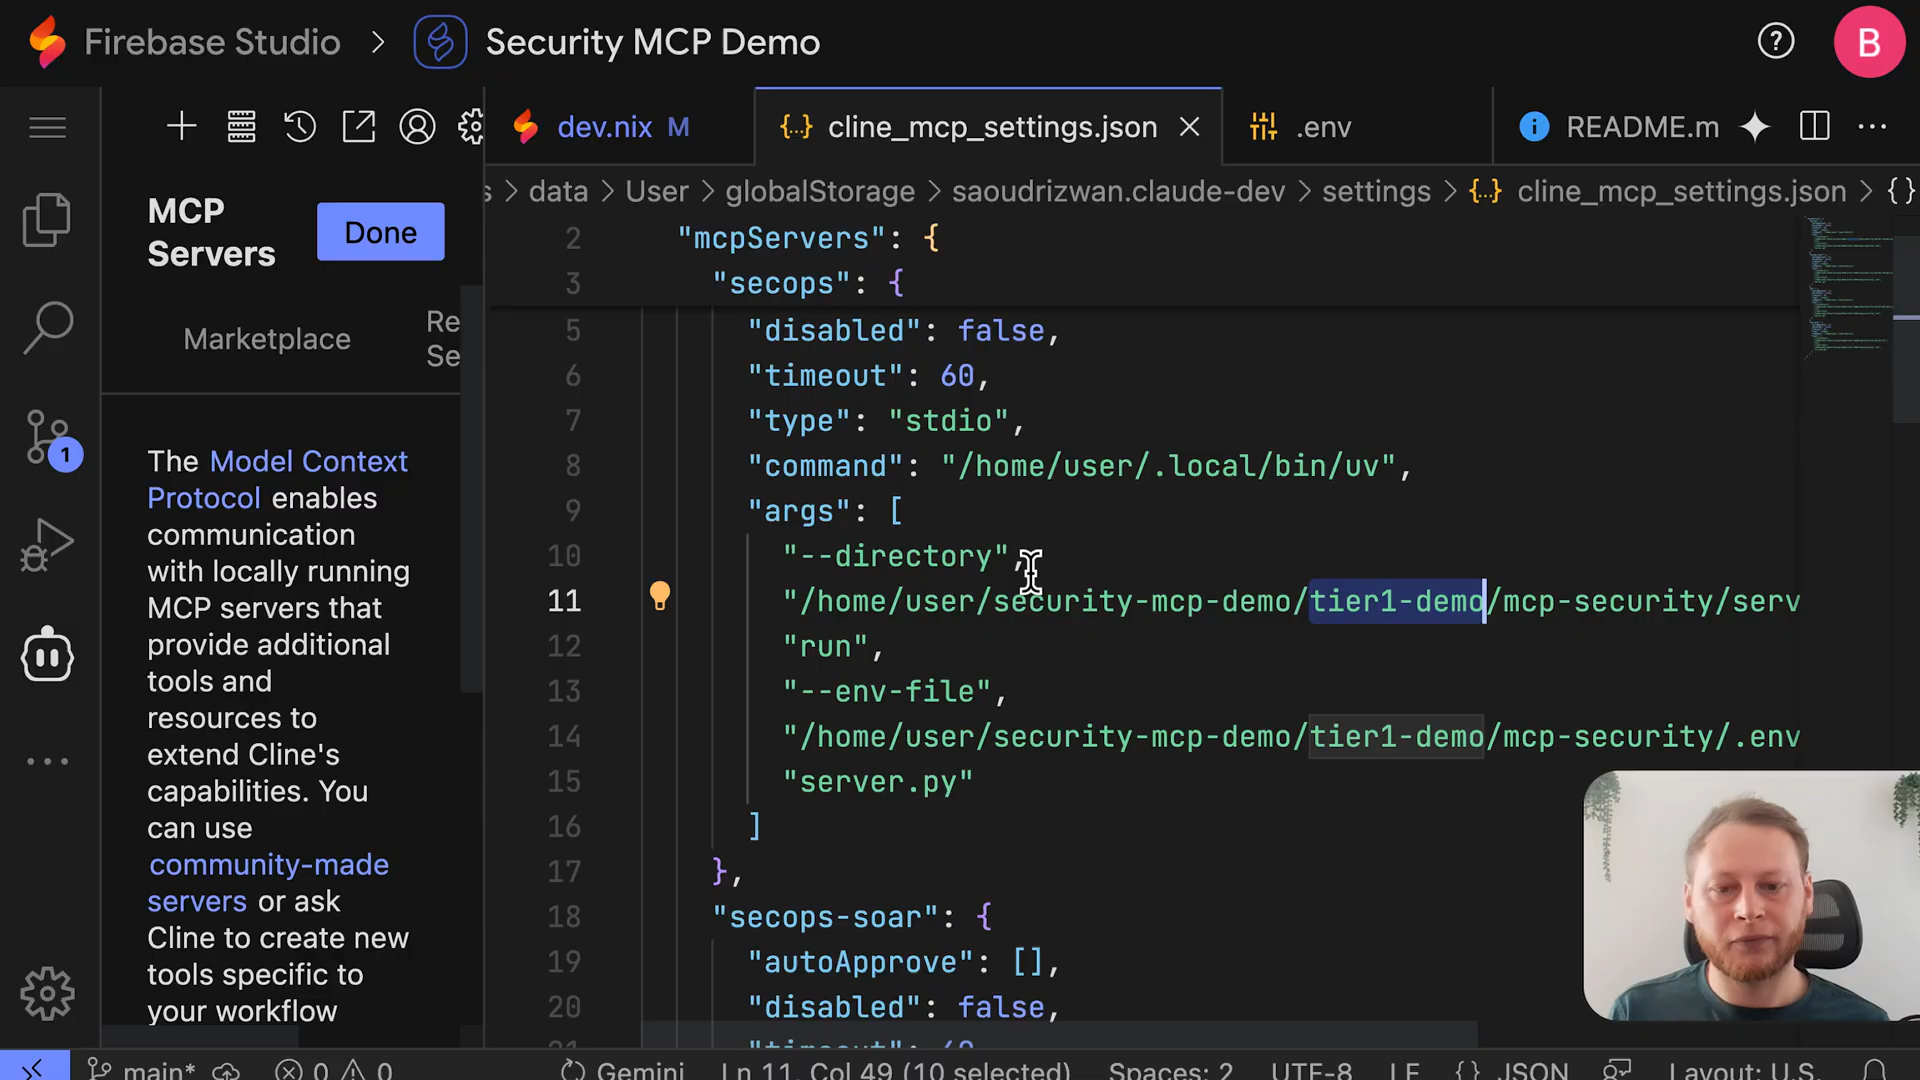 Firebase Studio > Security MCP Demo
?
B
dev.nix M
{..} cline_mcp_settings.json ×
.env
README.m
> data > User > globalStorage > saoudrizwan.claude-dev > settings > {..} cline_mcp_settings.json > {}
MCP
Servers
Done
Marketplace
Re
Se
The Model Context
Protocol enables
communication
with locally running
MCP servers that
provide additional
tools and
resources to
extend Cline's
capabilities. You
can use
community-made
servers or ask
Cline to create new
tools specific to
your workflow
1
2 "mcpServers": {
3 "secops": {
5 "disabled": false,
6 "timeout": 60,
7 "type": "stdio",
8 "command": "/home/user/.local/bin/uv",
9 "args": [
10 "--directory",
11 "/home/user/security-mcp-demo/tier1-demo/mcp-security/serv
12 "run",
13 "--env-file",
14 "/home/user/security-mcp-demo/tier1-demo/mcp-security/.env
15 "server.py"
16 ]
17 },
18 "secops-soar": {
19 "autoApprove": [],
20 "disabled": false,
21 "timeout": 60
main* 0 0 Gemini Ln 11, Col 49 (10 selected) Spaces: 2 UTF-8 LF {} JSON Layout: U.S.